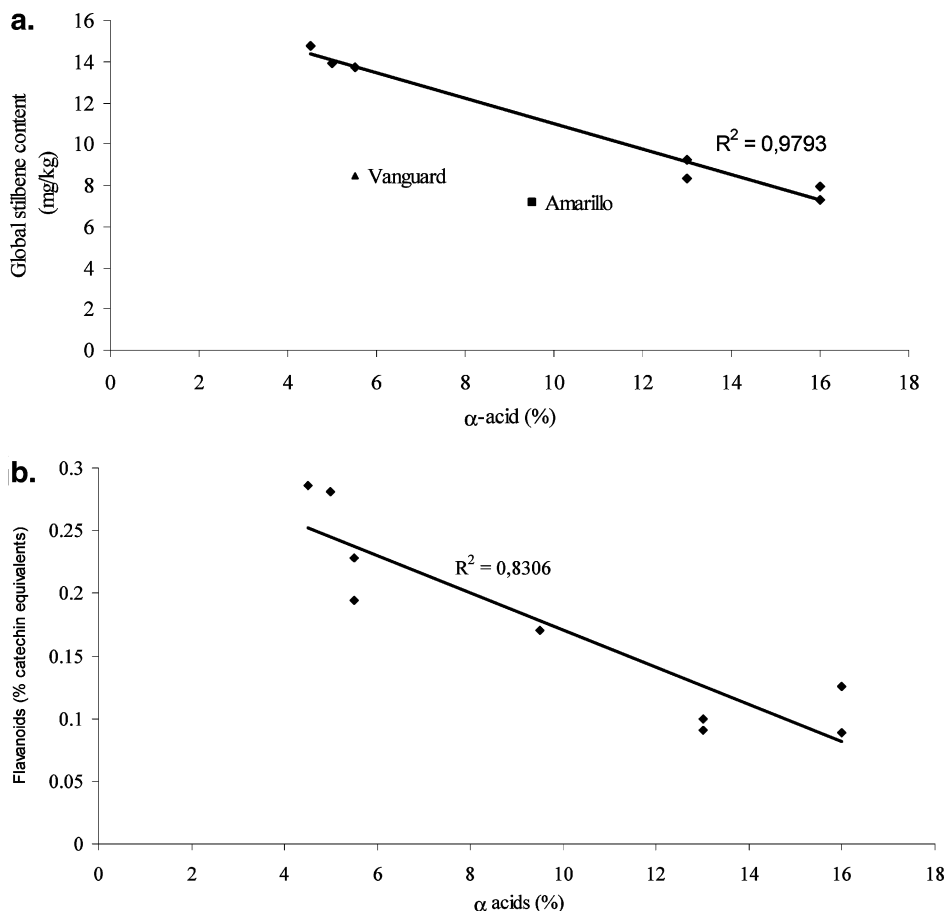 a.
16
14
12
10
8
6
4
2
0
Global stilbene content
(mg/kg)
R² = 0,9793
Vanguard
Amarillo
0 2 4 6 8 10 12 14 16 18
α-acid (%)
b.
0.3
0.25
0.2
0.15
0.1
0.05
0
Flavanoids (% catechin equivalents)
R² = 0,8306
0 2 4 6 8 10 12 14 16 18
α acids (%)